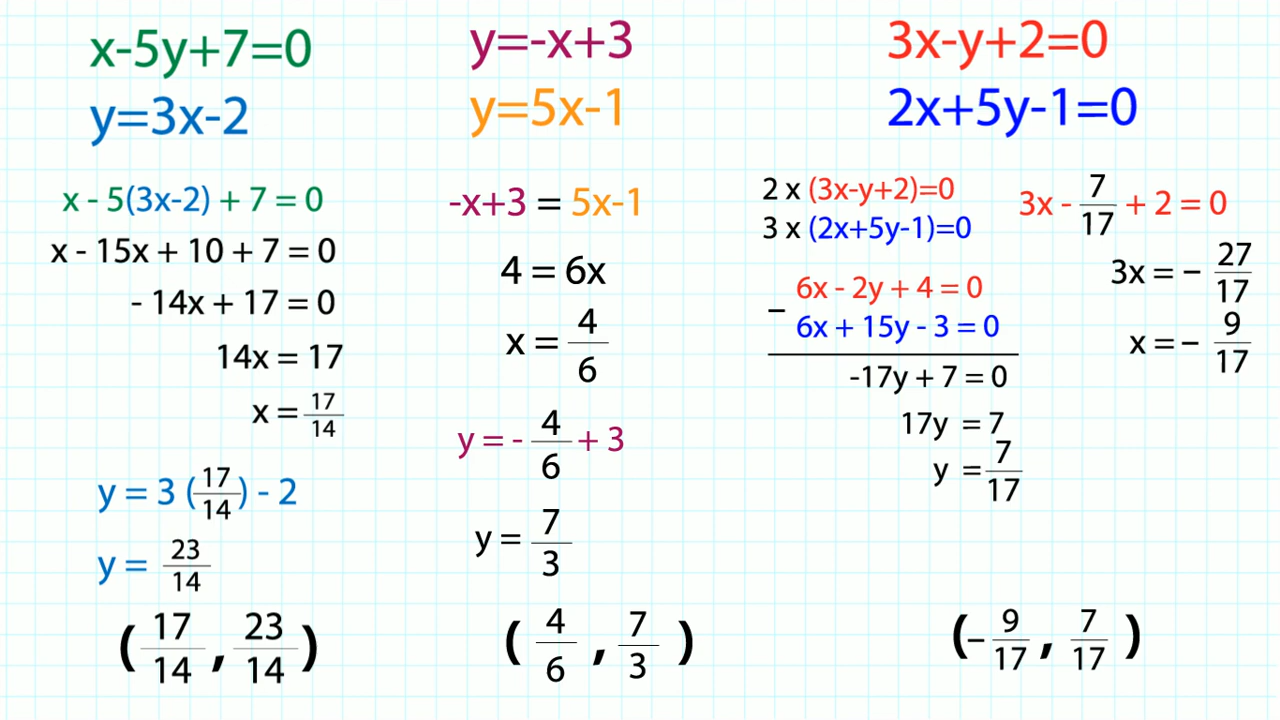 x-5y+7=0
y=3x-2
x - 5(3x-2) + 7 = 0
x - 15x + 10 + 7 = 0
- 14x + 17 = 0
14x = 17
x = 17/14
y = 3 (17/14) - 2
y = 23/14
(17/14, 23/14)
y=-x+3
y=5x-1
-x+3 = 5x-1
4 = 6x
x = 4/6
y = - 4/6 + 3
y = 7/3
(4/6, 7/3)
3x-y+2=0
2x+5y-1=0
2 x (3x-y+2)=0
3 x (2x+5y-1)=0
6x - 2y + 4 = 0
–
6x + 15y - 3 = 0
-17y + 7 = 0
17y = 7
y = 7/17
3x - 7/17 + 2 = 0
3x = – 27/17
x = – 9/17
(– 9/17, 7/17)